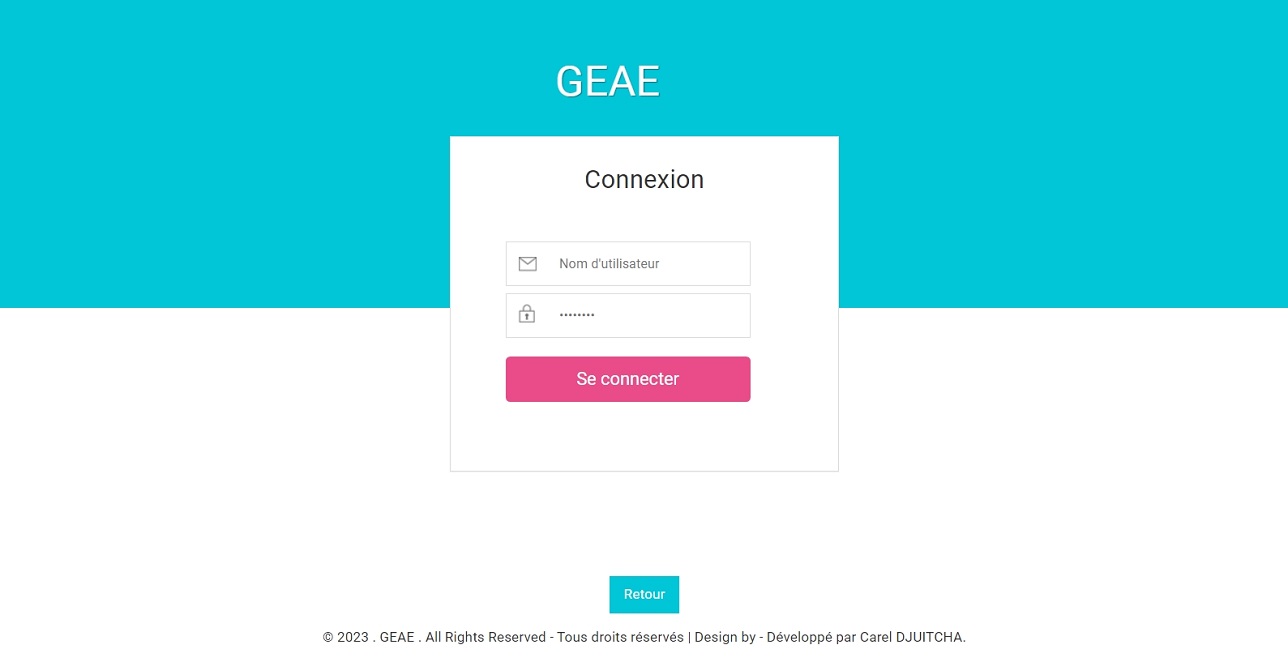 GEAE
Connexion
Nom d'utilisateur
••••••••
Se connecter
Retour
© 2023 . GEAE . All Rights Reserved - Tous droits réservés | Design by - Développé par Carel DJUITCHA.